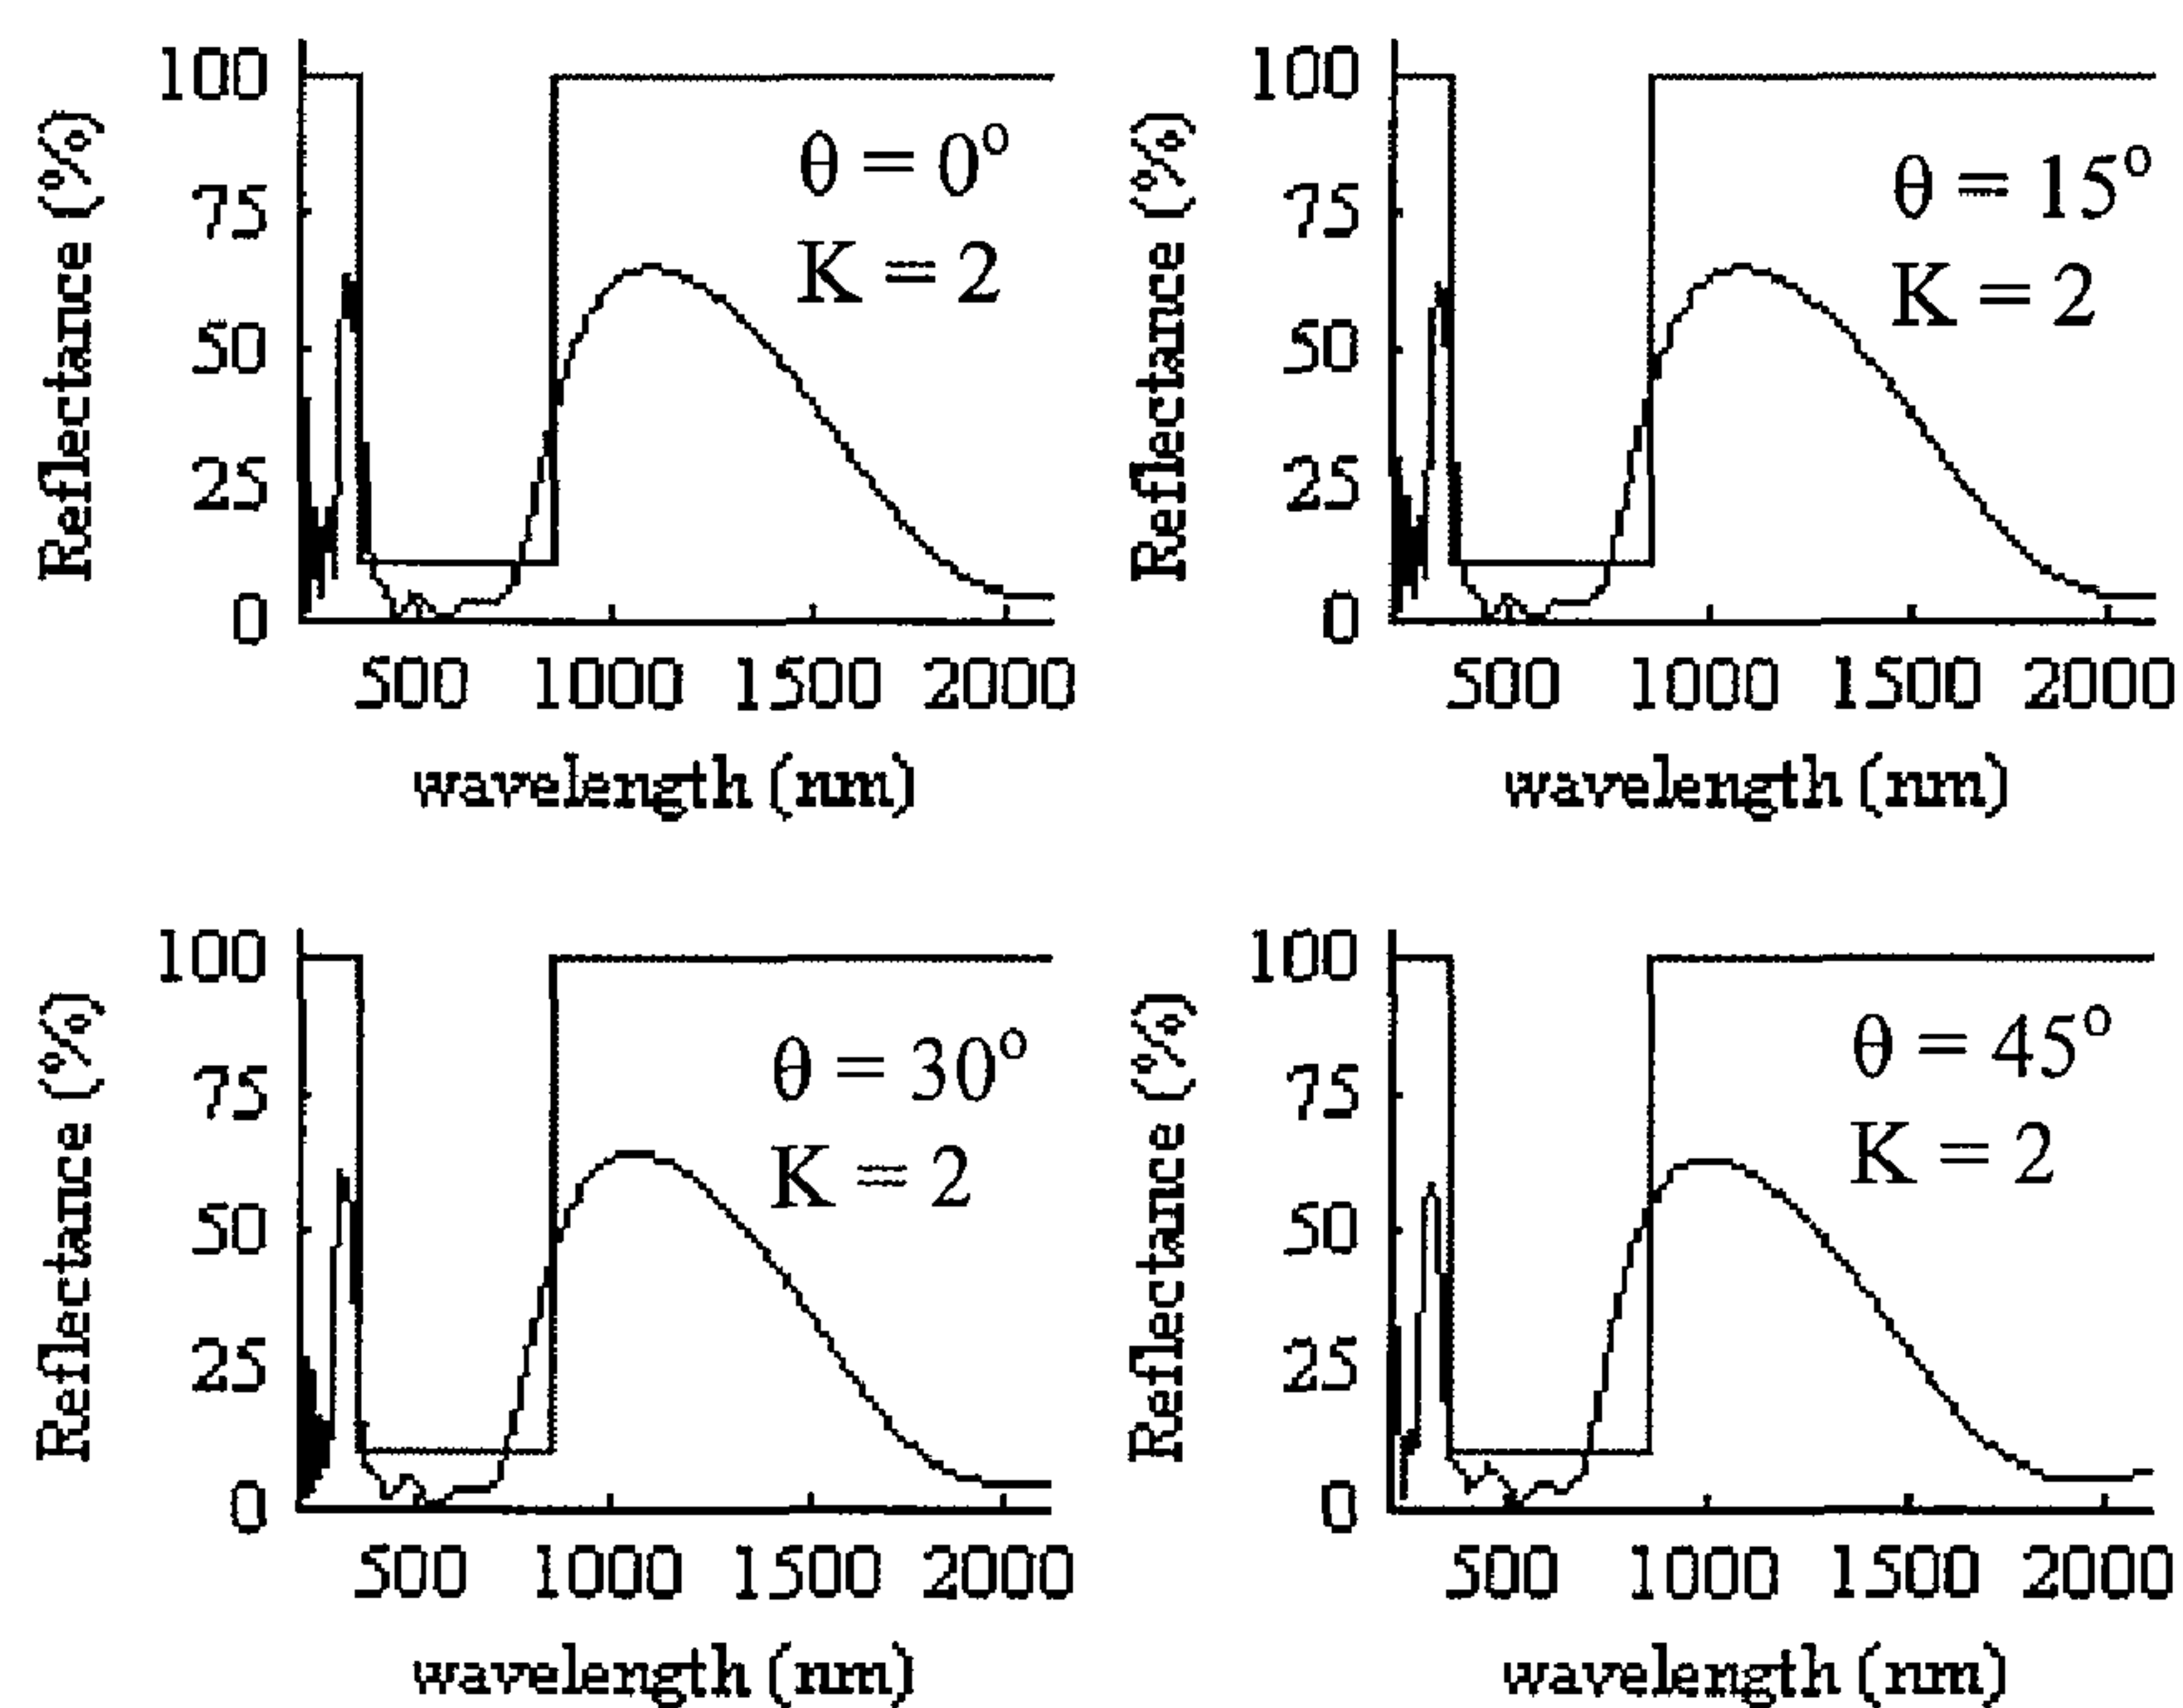 Reflectance (%)
100
75
50
25
0
θ = 0°
K = 2
500 1000 1500 2000
wavelength (nm)
Reflectance (%)
100
75
50
25
0
θ = 15°
K = 2
500 1000 1500 2000
wavelength (nm)
Reflectance (%)
100
75
50
25
0
θ = 30°
K = 2
500 1000 1500 2000
wavelength (nm)
Reflectance (%)
100
75
50
25
0
θ = 45°
K = 2
500 1000 1500 2000
wavelength (nm)